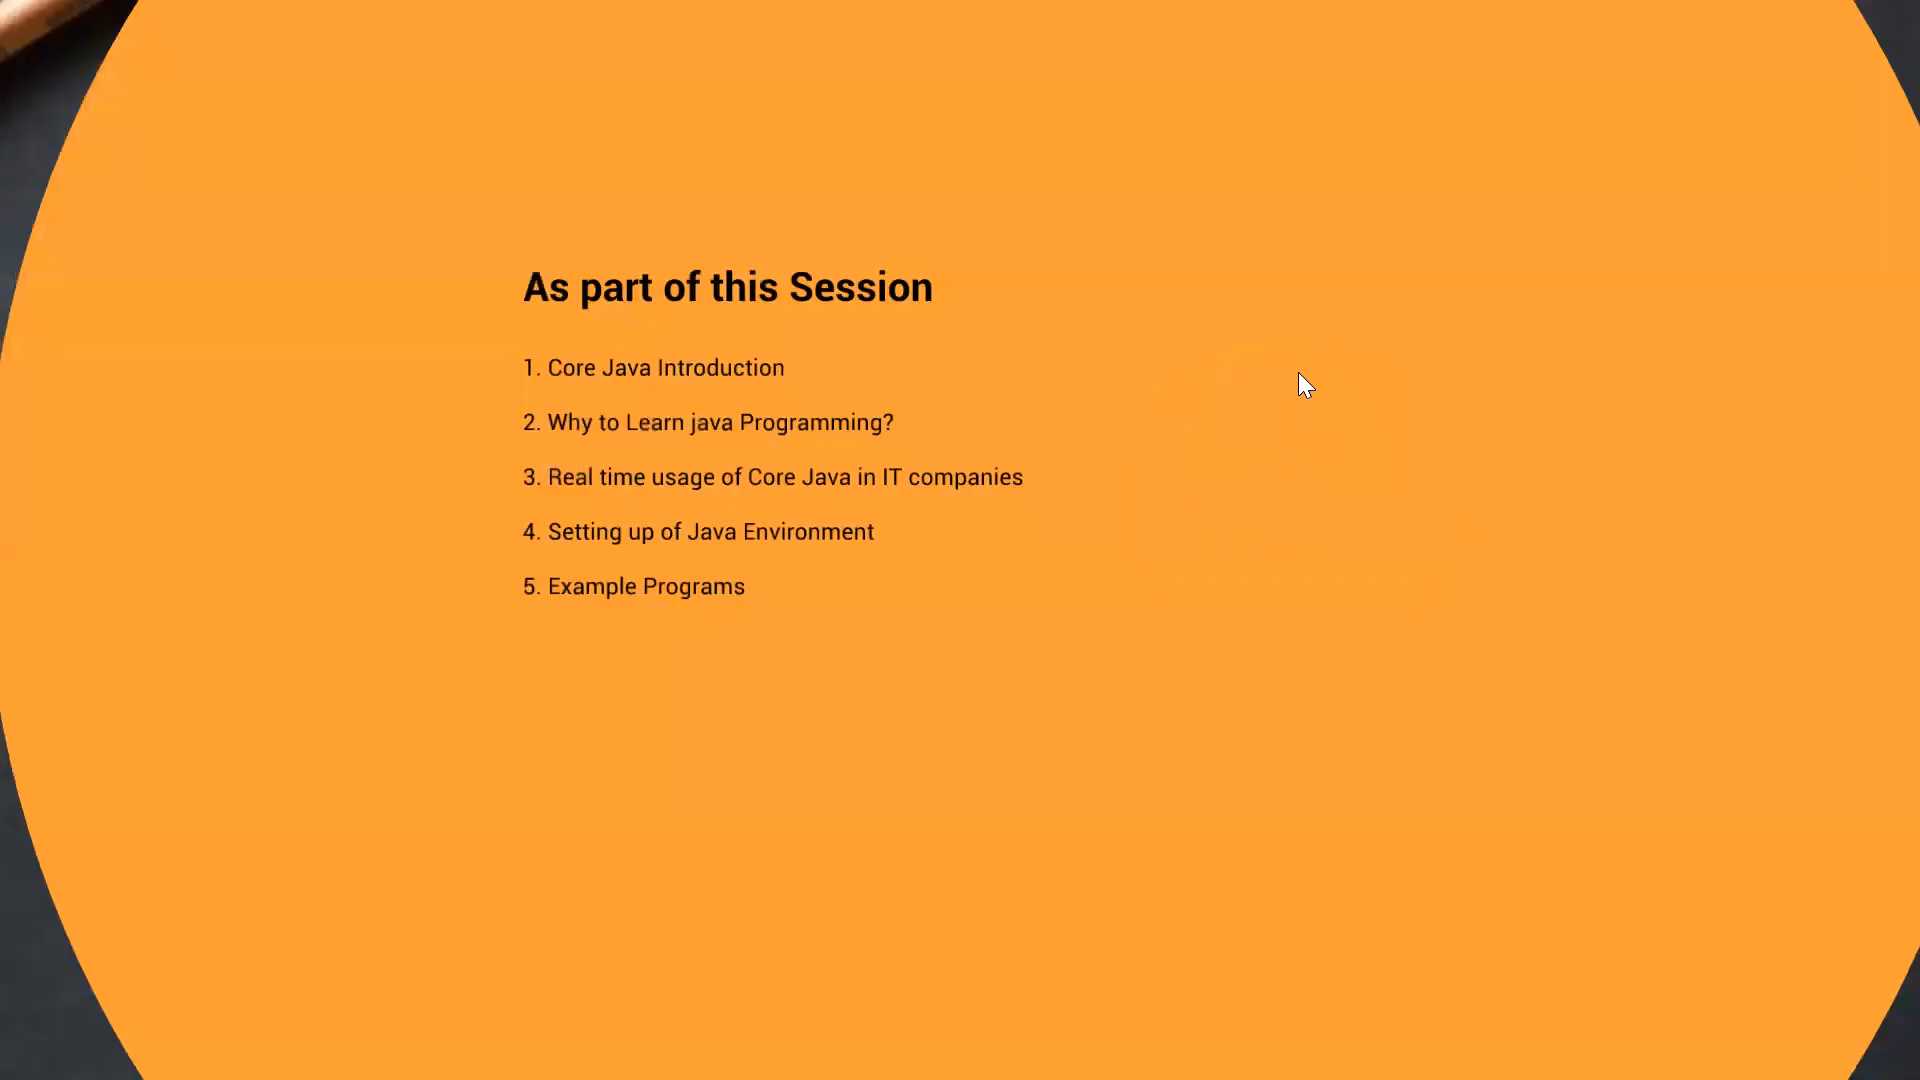 As part of this Session
1. Core Java Introduction
2. Why to Learn java Programming?
3. Real time usage of Core Java in IT companies
4. Setting up of Java Environment
5. Example Programs